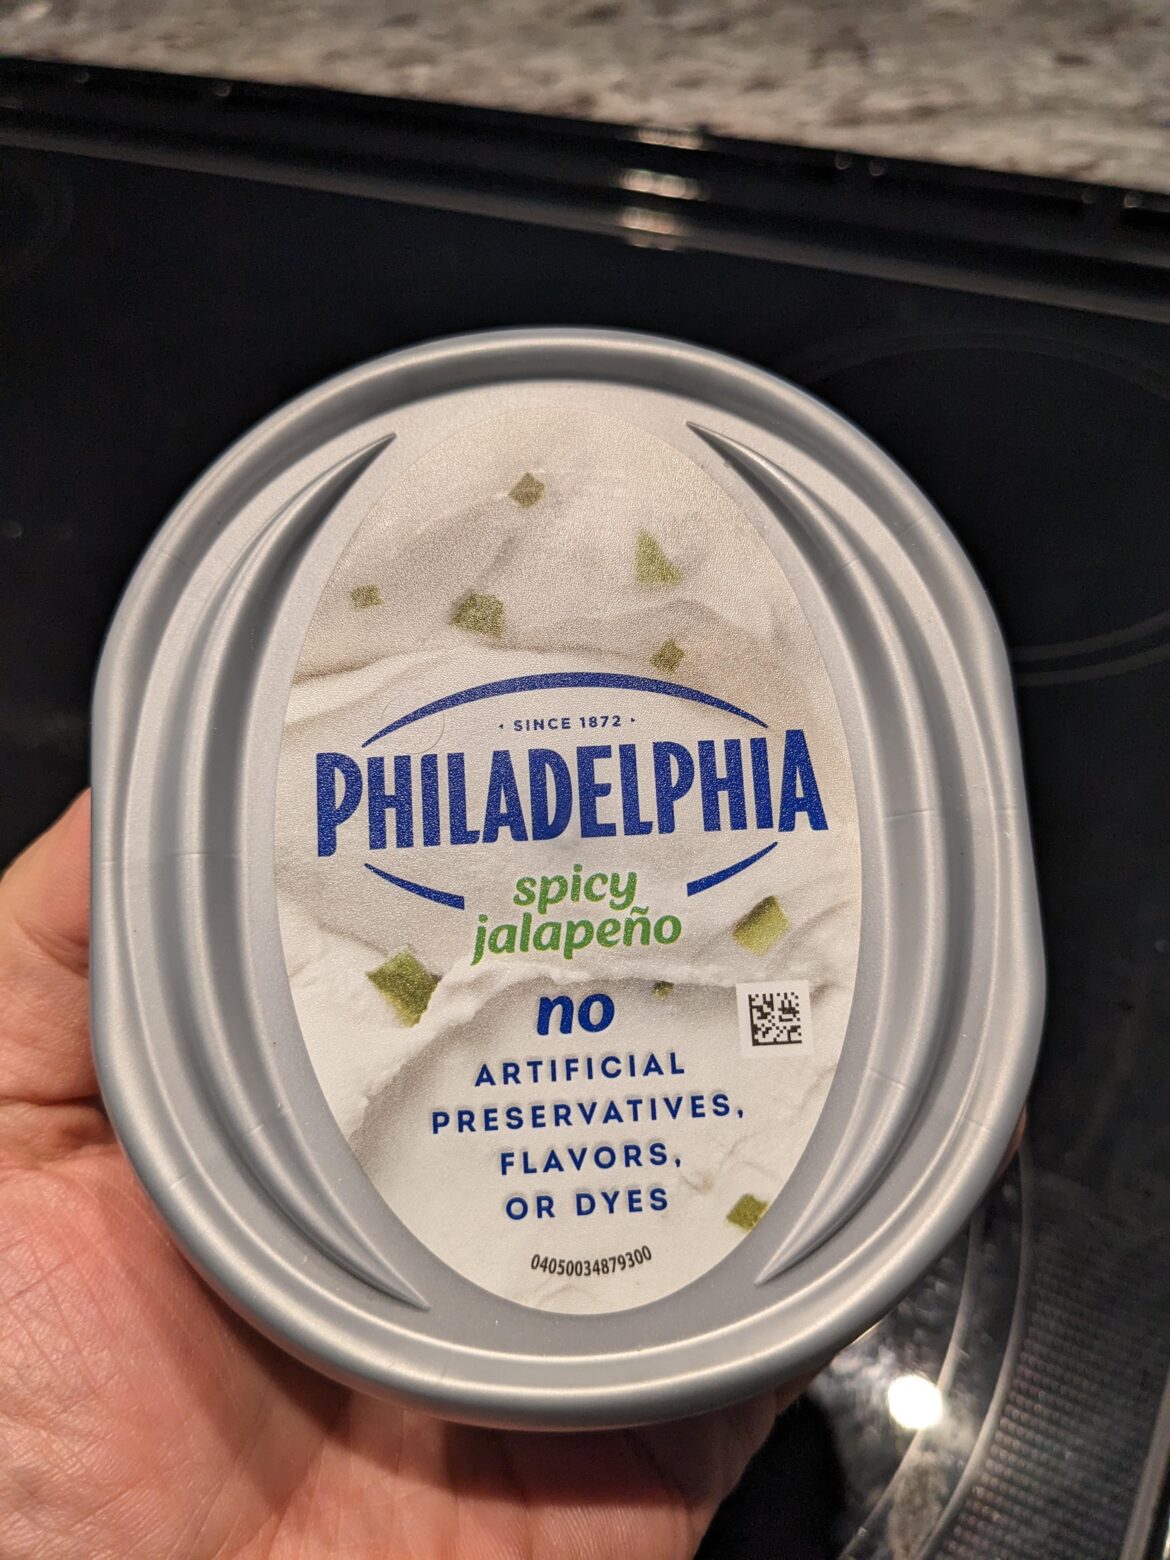 · SINCE 1872 ·
PHILADELPHIA
spicy
jalapeño
no
ARTIFICIAL
PRESERVATIVES,
FLAVORS,
OR DYES
04050034879300